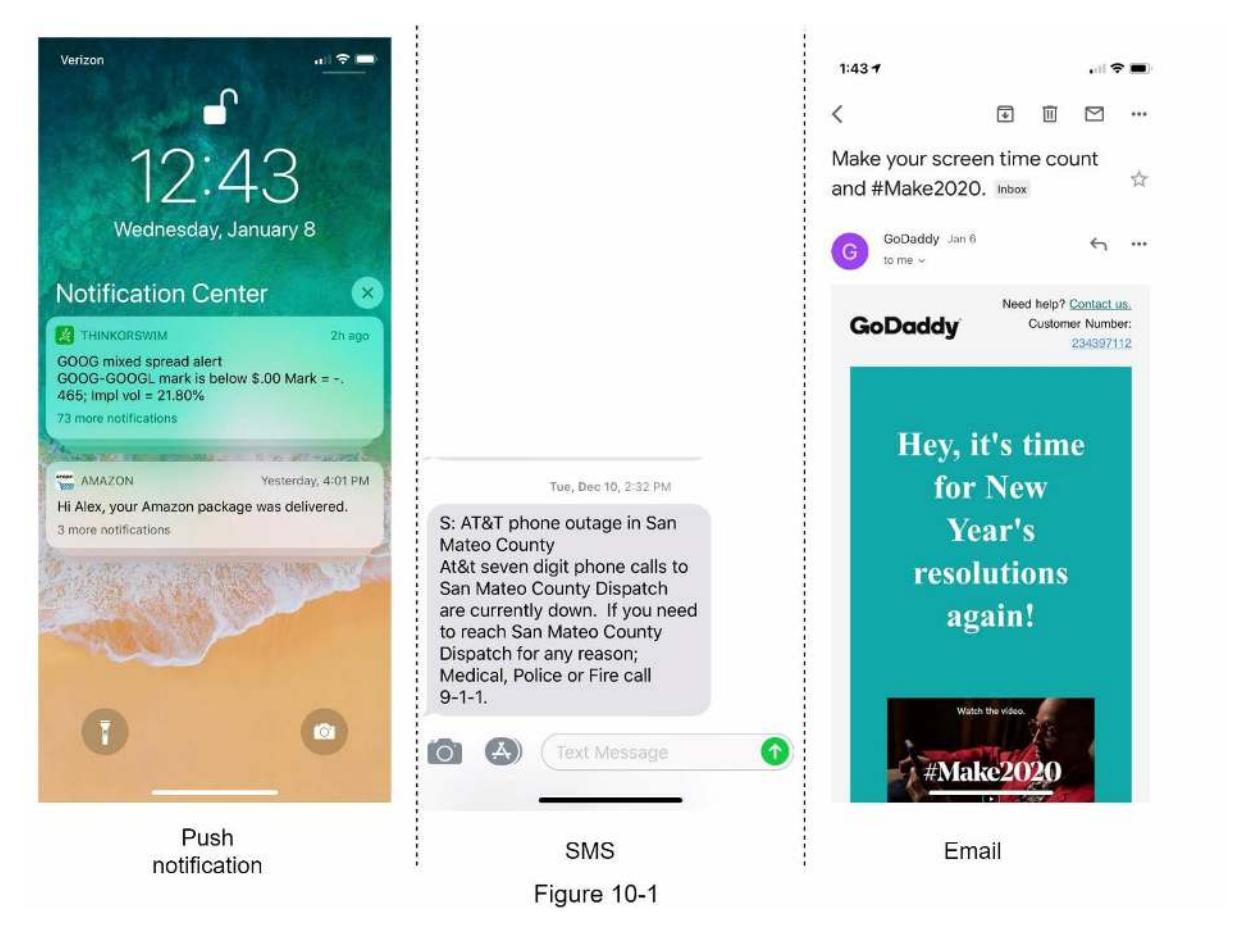 Verizon
12:43
Wednesday, January 8
Notification Center
THINKORSWIM 2h ago
GOOG mixed spread alert
GOOG-GOOGL mark is below $.00 Mark = -.
465; Impl vol = 21.80%
73 more notifications
AMAZON Yesterday, 4:01 PM
Hi Alex, your Amazon package was delivered.
3 more notifications
Push
notification
Tue, Dec 10, 2:32 PM
S: AT&T phone outage in San
Mateo County
At&t seven digit phone calls to
San Mateo County Dispatch
are currently down. If you need
to reach San Mateo County
Dispatch for any reason;
Medical, Police or Fire call
9-1-1.
Text Message
SMS
1:43
Make your screen time count
and #Make2020. Inbox
G
GoDaddy Jan 6
to me
GoDaddy
Need help? Contact us.
Customer Number:
234397112
Hey, it's time
for New
Year's
resolutions
again!
Watch the video.
#Make2020
Email
Figure 10-1